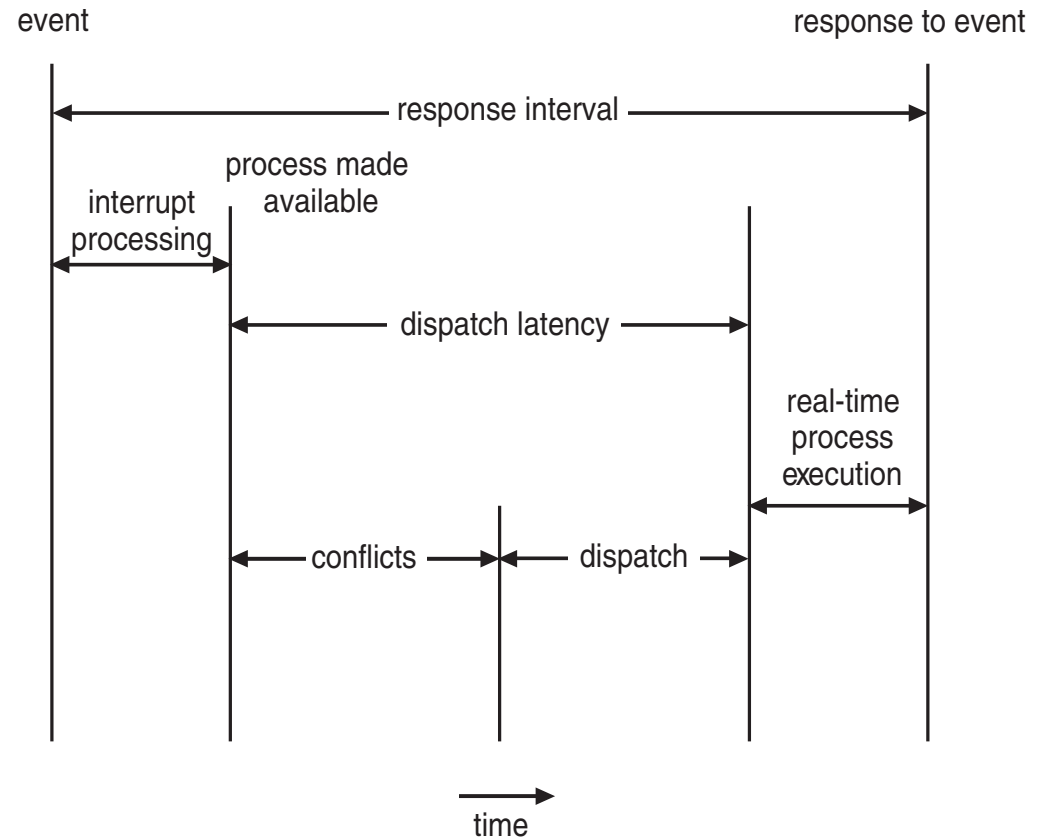 event
response to event
response interval
process made
available
interrupt
processing
dispatch latency
real-time
process
execution
conflicts
dispatch
time